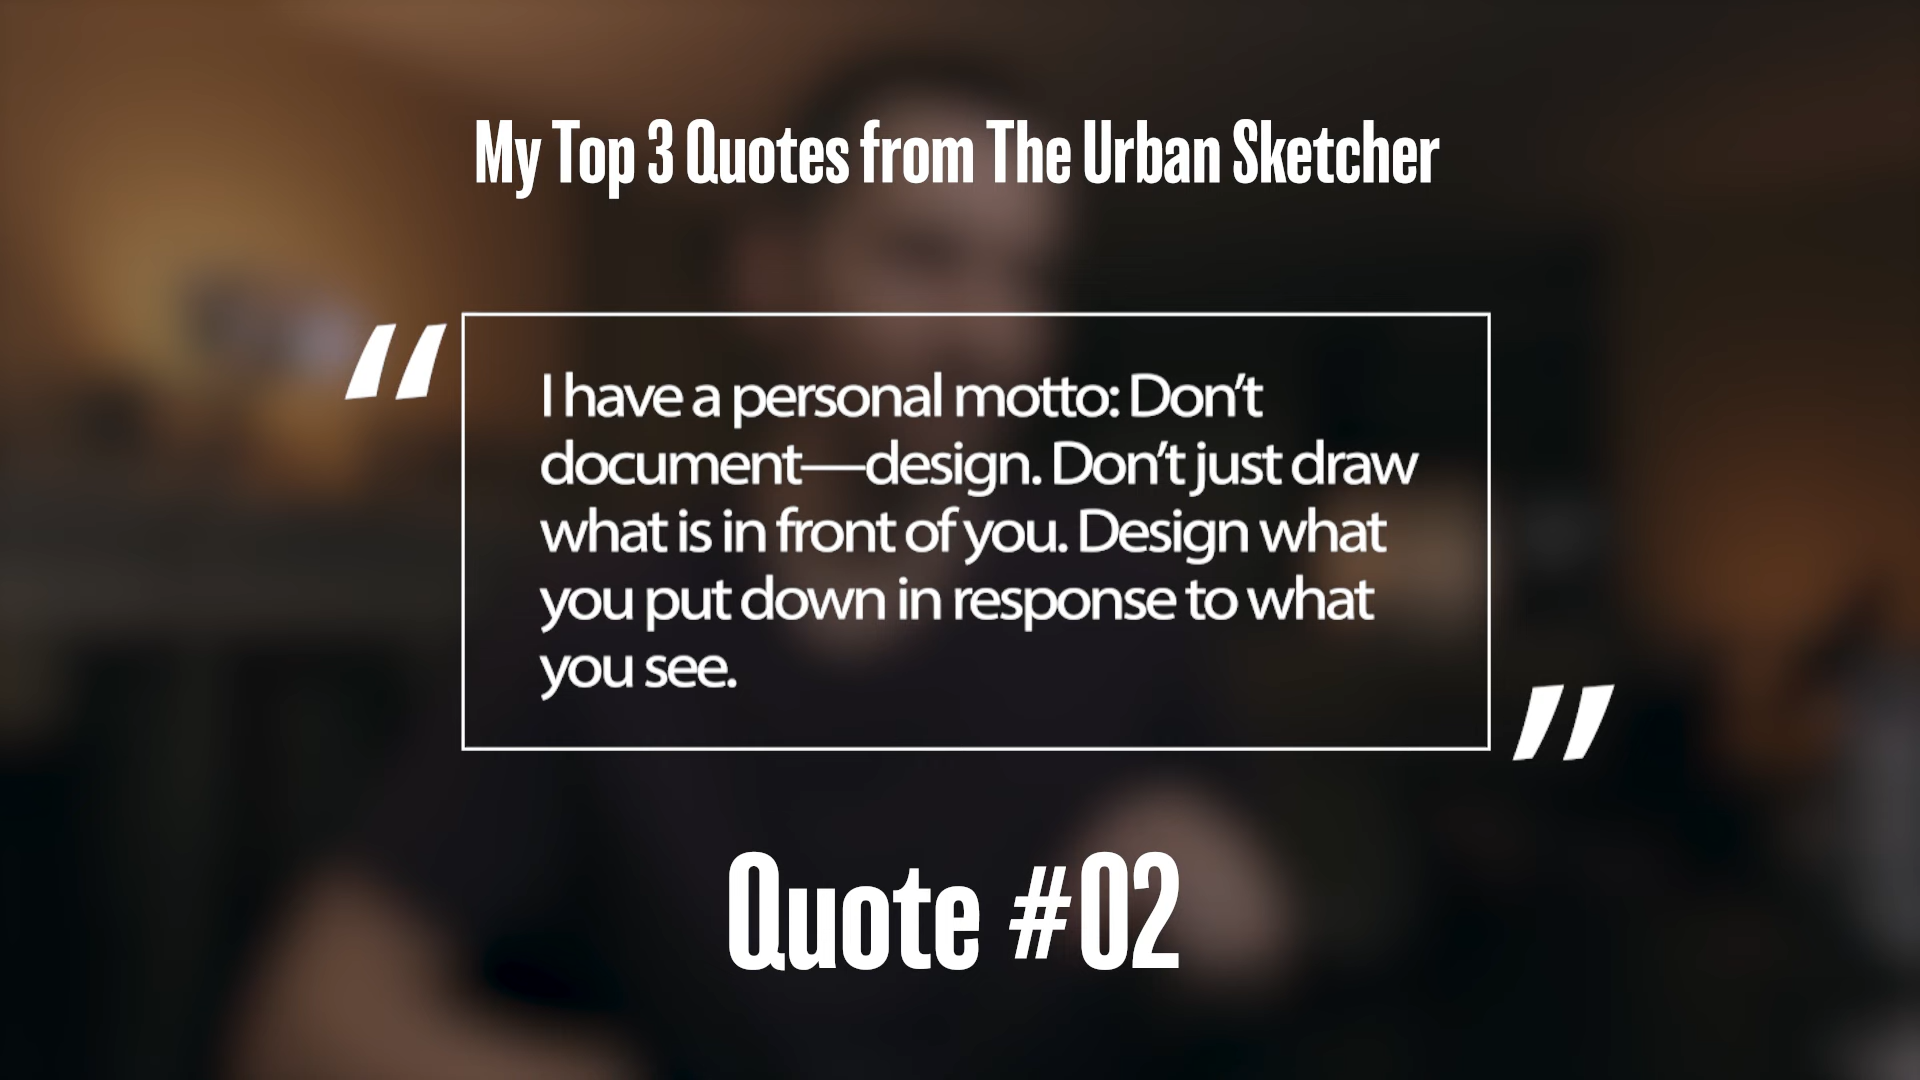 My Top 3 Quotes from The Urban Sketcher
“
I have a personal motto: Don’t
document—design. Don’t just draw
what is in front of you. Design what
you put down in response to what
you see.
”
Quote #02